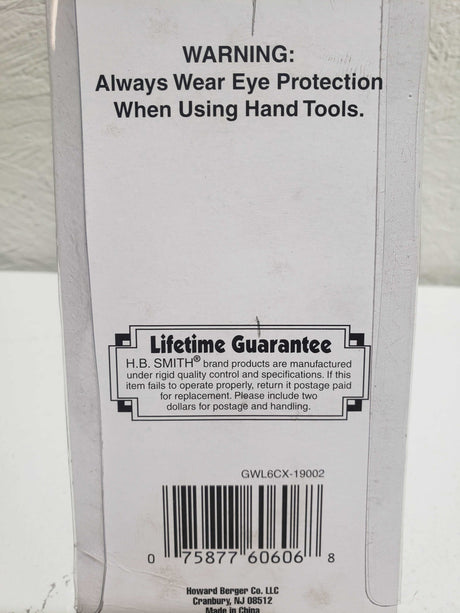 WARNING:
Always Wear Eye Protection
When Using Hand Tools.
Lifetime Guarantee
H.B. SMITH® brand products are manufactured
under rigid quality control and specifications. If this
item fails to operate properly, return it postage paid
for replacement. Please include two
dollars for postage and handling.
GWL6CX-19002
0 75877 60606 8
Howard Berger Co. LLC
Cranbury, NJ 08512
Made in China